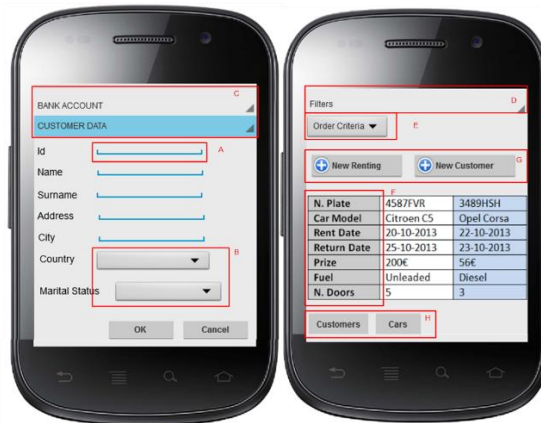 C
BANK ACCOUNT
CUSTOMER DATA
Id
A
Name
Surname
Address
City
Country
B
Marital Status
OK Cancel
Filters
D
Order Criteria
E
G
New Renting New Customer
F
N. Plate 4587FVR 3489HSH
Car Model Citroen C5 Opel Corsa
Rent Date 20-10-2013 22-10-2013
Return Date 25-10-2013 23-10-2013
Prize 200€ 56€
Fuel Unleaded Diesel
N. Doors 5 3
Customers Cars
H